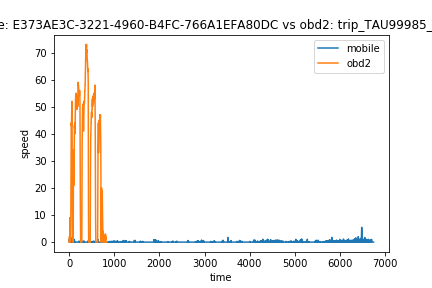 e: E373AE3C-3221-4960-B4FC-766A1EFA80DC vs obd2: trip_TAU99985_
mobile
obd2
speed
70
60
50
40
30
20
10
0
0 1000 2000 3000 4000 5000 6000 7000
time